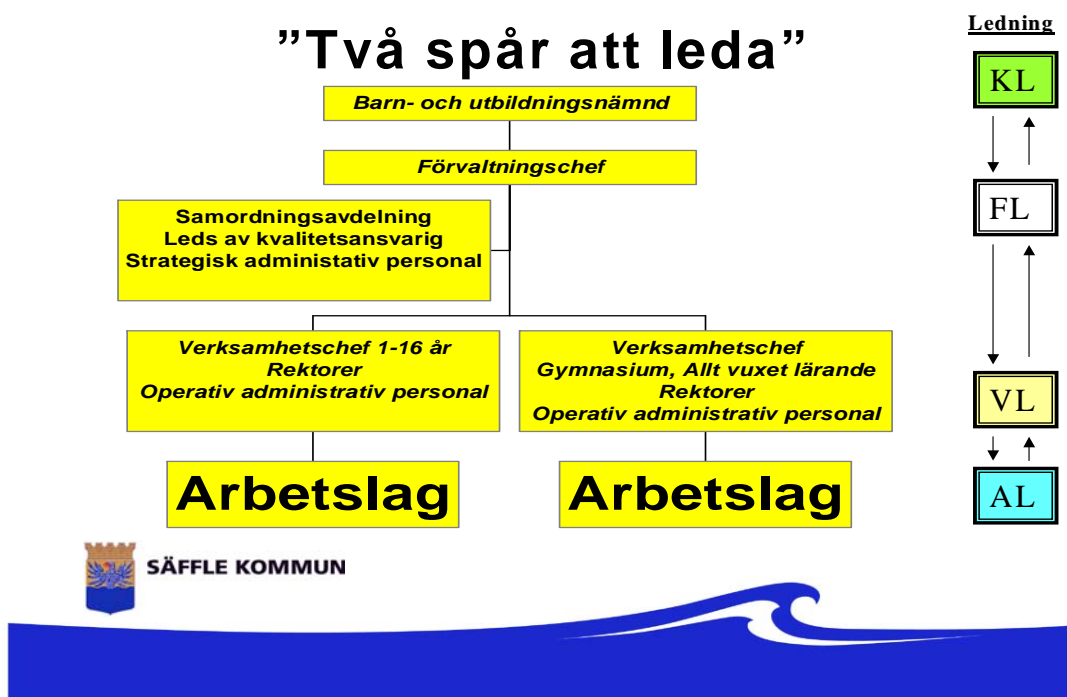 ”Två spår att leda”
Barn- och utbildningsnämnd
Förvaltningschef
Samordningsavdelning
Leds av kvalitetsansvarig
Strategisk administativ personal
Verksamhetschef 1-16 år
Rektorer
Operativ administrativ personal
Verksamhetschef
Gymnasium, Allt vuxet lärande
Rektorer
Operativ administrativ personal
Arbetslag
Arbetslag
Ledning
KL
FL
VL
AL
SÄFFLE KOMMUN